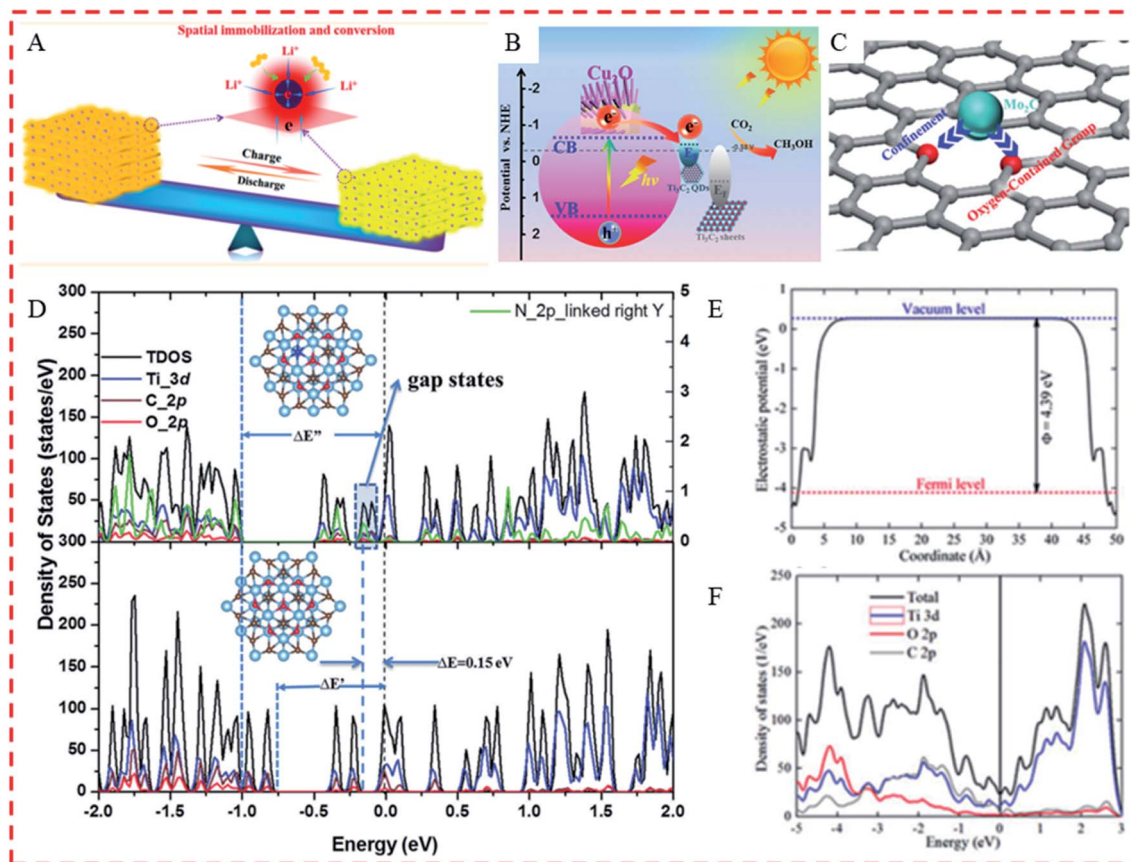 A
Spatial immobilization and conversion
Li⁺
Li⁺
Li⁺
e⁻
e⁻
Charge
Discharge
B
Potential vs. NHE
-2
-1
0
1
2
Cu₂O
e⁻
e⁻
CB
VB
hν
h⁺
Ti₃C₂ QDs
E_F
Ti₃C₂ sheets
CO₂
CH₃OH
C
Mo₂C
Confinement
Oxygen-Contained Group
D
Density of States (states/eV)
300
250
200
150
100
50
300
250
200
150
100
50
0
5
4
3
2
1
0
TDOS
Ti_3d
C_2p
O_2p
N_2p_linked right Y
gap states
ΔE”
ΔE=0.15 eV
ΔE’
-2.0 -1.5 -1.0 -0.5 0.0 0.5 1.0 1.5 2.0
Energy (eV)
E
Electrostatic potential (eV)
1
0
-1
-2
-3
-4
-5
Vacuum level
Φ = 4.39 eV
Fermi level
0 5 10 15 20 25 30 35 40 45 50
Coordinate (Å)
F
Density of states (1/eV)
250
200
150
100
50
0
Total
Ti 3d
O 2p
C 2p
-5 -4 -3 -2 -1 0 1 2 3
Energy (eV)